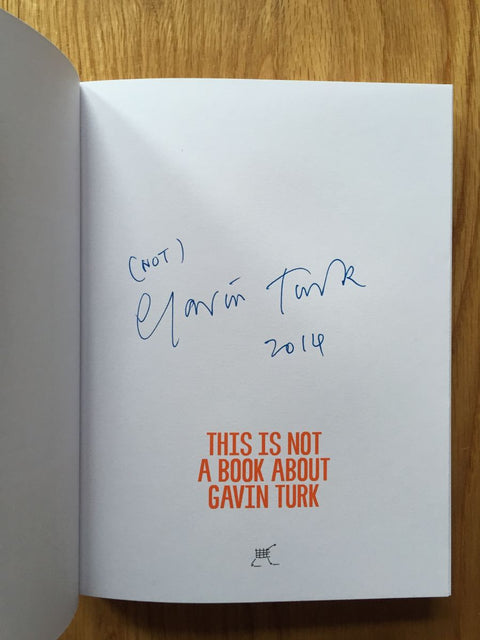 (NOT)
Gavin Turk
2014
THIS IS NOT
A BOOK ABOUT
GAVIN TURK